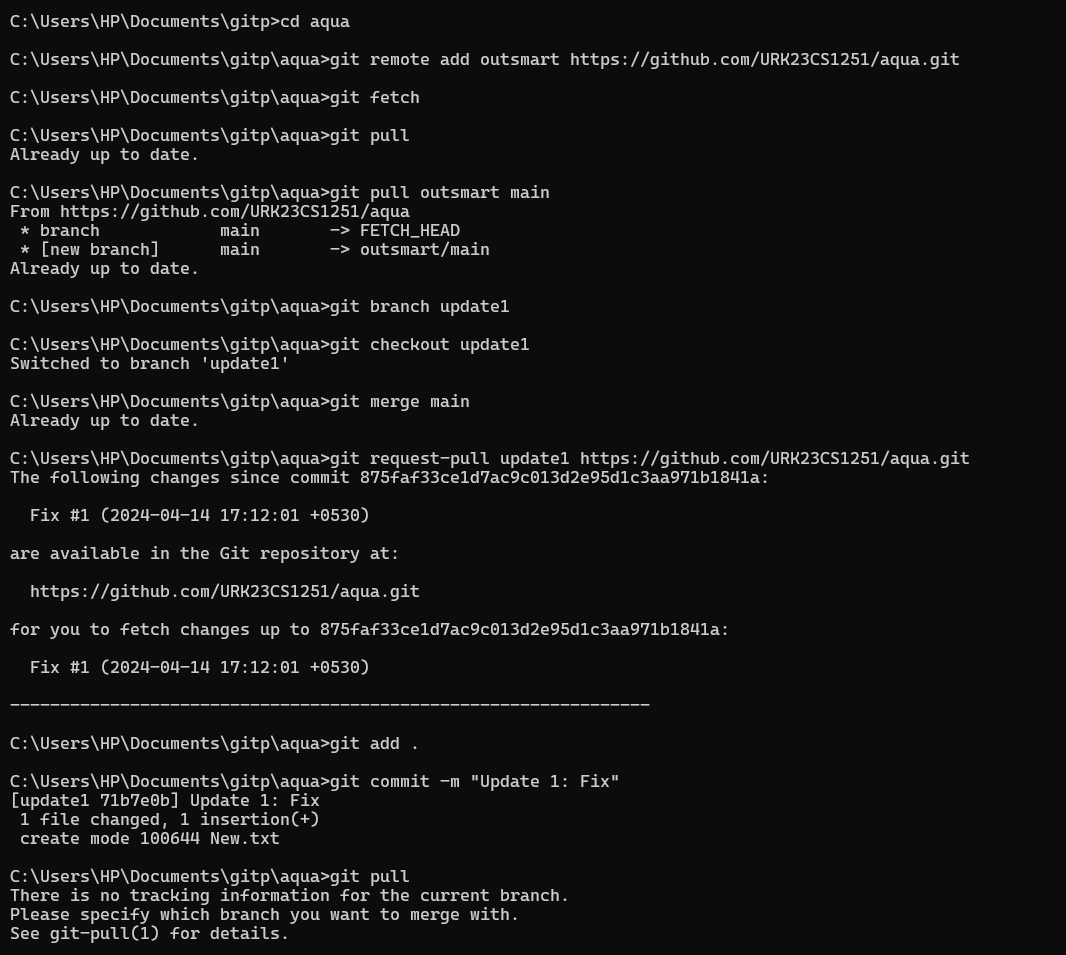 C:\Users\HP\Documents\gitp>cd aqua
C:\Users\HP\Documents\gitp\aqua>git remote add outsmart https://github.com/URK23CS1251/aqua.git
C:\Users\HP\Documents\gitp\aqua>git fetch
C:\Users\HP\Documents\gitp\aqua>git pull
Already up to date.
C:\Users\HP\Documents\gitp\aqua>git pull outsmart main
From https://github.com/URK23CS1251/aqua
 * branch            main       -> FETCH_HEAD
 * [new branch]      main       -> outsmart/main
Already up to date.
C:\Users\HP\Documents\gitp\aqua>git branch update1
C:\Users\HP\Documents\gitp\aqua>git checkout update1
Switched to branch 'update1'
C:\Users\HP\Documents\gitp\aqua>git merge main
Already up to date.
C:\Users\HP\Documents\gitp\aqua>git request-pull update1 https://github.com/URK23CS1251/aqua.git
The following changes since commit 875faf33ce1d7ac9c013d2e95d1c3aa971b1841a:
  Fix #1 (2024-04-14 17:12:01 +0530)
are available in the Git repository at:
  https://github.com/URK23CS1251/aqua.git
for you to fetch changes up to 875faf33ce1d7ac9c013d2e95d1c3aa971b1841a:
  Fix #1 (2024-04-14 17:12:01 +0530)
----------------------------------------------------------------
C:\Users\HP\Documents\gitp\aqua>git add .
C:\Users\HP\Documents\gitp\aqua>git commit -m "Update 1: Fix"
[update1 71b7e0b] Update 1: Fix
 1 file changed, 1 insertion(+)
 create mode 100644 New.txt
C:\Users\HP\Documents\gitp\aqua>git pull
There is no tracking information for the current branch.
Please specify which branch you want to merge with.
See git-pull(1) for details.